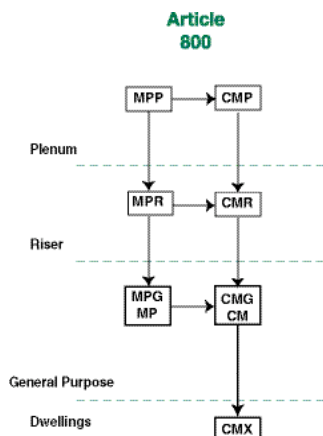 Article
800
MPP CMP
Plenum
MPR CMR
Riser
MPG CMG
MP CM
General Purpose
Dwellings
CMX